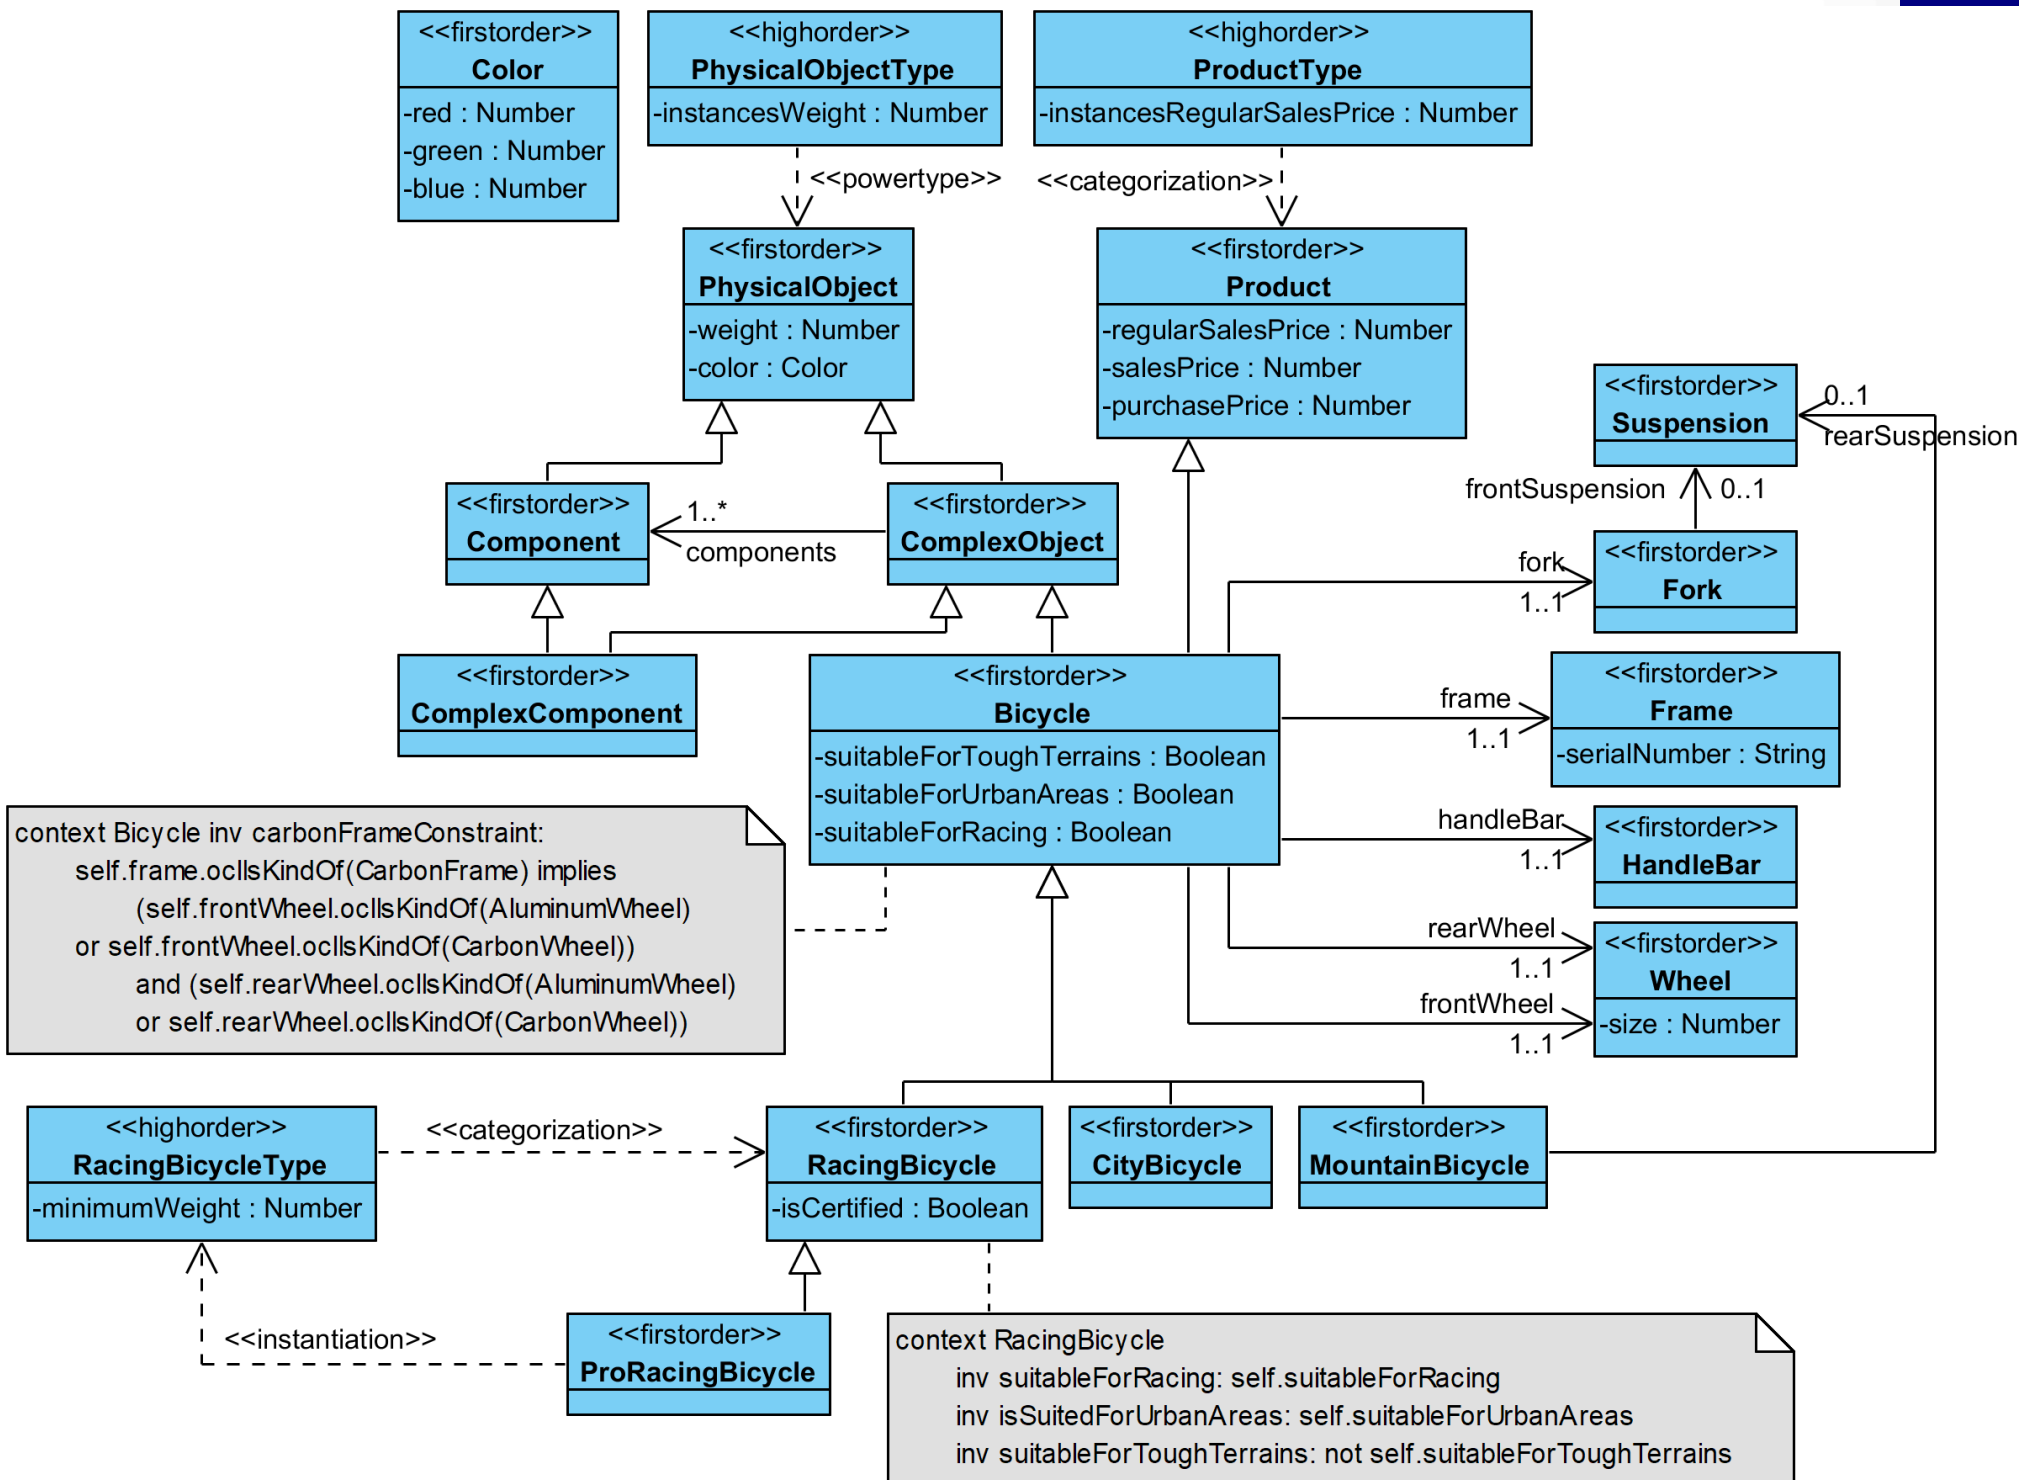 <<firstorder>>
Color
-red : Number
-green : Number
-blue : Number
<<highorder>>
PhysicalObjectType
-instancesWeight : Number
<<highorder>>
ProductType
-instancesRegularSalesPrice : Number
<<powertype>>
<<categorization>>
<<firstorder>>
PhysicalObject
-weight : Number
-color : Color
<<firstorder>>
Product
-regularSalesPrice : Number
-salesPrice : Number
-purchasePrice : Number
<<firstorder>>
Suspension
0..1
rearSuspension
frontSuspension
0..1
<<firstorder>>
Component
1..*
components
<<firstorder>>
ComplexObject
fork
1..1
<<firstorder>>
Fork
<<firstorder>>
ComplexComponent
<<firstorder>>
Bicycle
-suitableForToughTerrains : Boolean
-suitableForUrbanAreas : Boolean
-suitableForRacing : Boolean
frame
1..1
<<firstorder>>
Frame
-serialNumber : String
handleBar
1..1
<<firstorder>>
HandleBar
rearWheel
1..1
frontWheel
1..1
<<firstorder>>
Wheel
-size : Number
context Bicycle inv carbonFrameConstraint:
self.frame.oclIsKindOf(CarbonFrame) implies
(self.frontWheel.oclIsKindOf(AluminumWheel)
or self.frontWheel.oclIsKindOf(CarbonWheel))
and (self.rearWheel.oclIsKindOf(AluminumWheel)
or self.rearWheel.oclIsKindOf(CarbonWheel))
<<highorder>>
RacingBicycleType
-minimumWeight : Number
<<categorization>>
<<firstorder>>
RacingBicycle
-isCertified : Boolean
<<firstorder>>
CityBicycle
<<firstorder>>
MountainBicycle
<<instantiation>>
<<firstorder>>
ProRacingBicycle
context RacingBicycle
inv suitableForRacing: self.suitableForRacing
inv isSuitedForUrbanAreas: self.suitableForUrbanAreas
inv suitableForToughTerrains: not self.suitableForToughTerrains